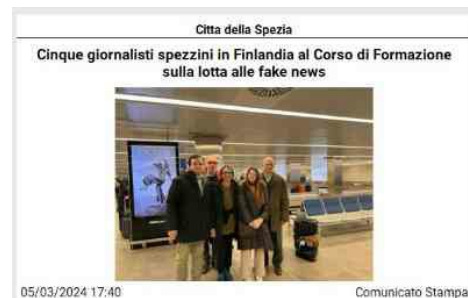 Citta della Spezia
Cinque giornalisti spezzini in Finlandia al Corso di Formazione
sulla lotta alle fake news
05/03/2024 17:40
Comunicato Stampa